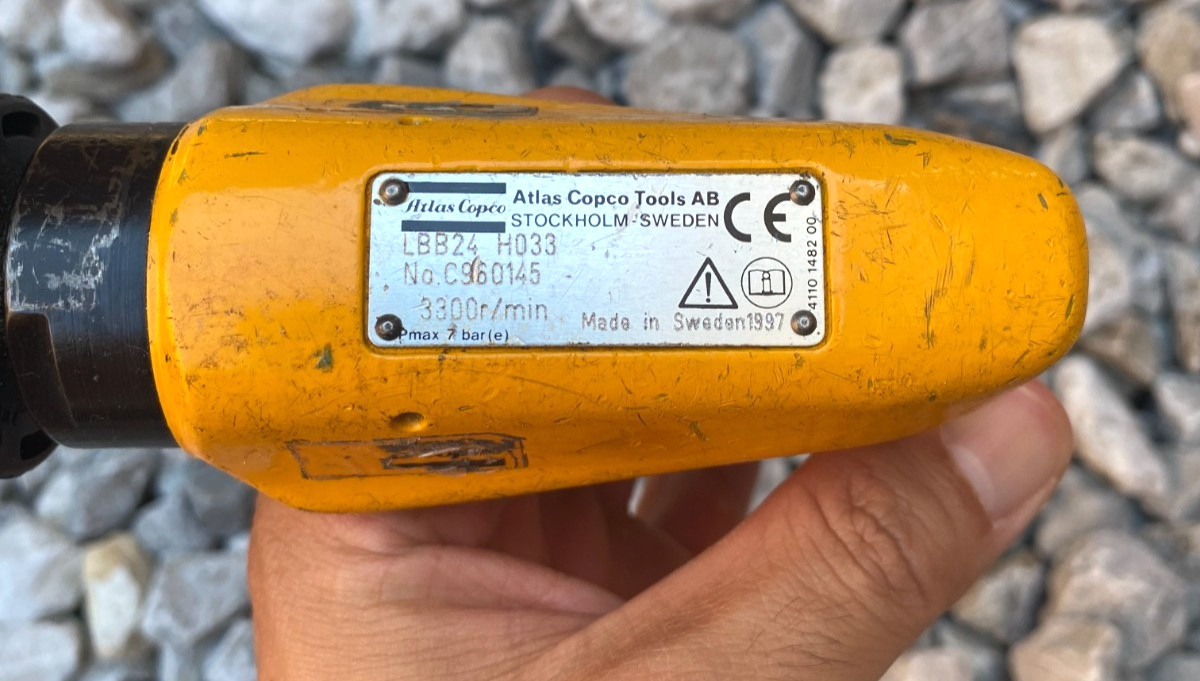 Atlas Copco
Atlas Copco Tools AB
STOCKHOLM-SWEDEN
CE
LBB24 H033
No.C960145
3300r/min
Pmax 7 bar(e)
Made in Sweden1997
4110 1482 09